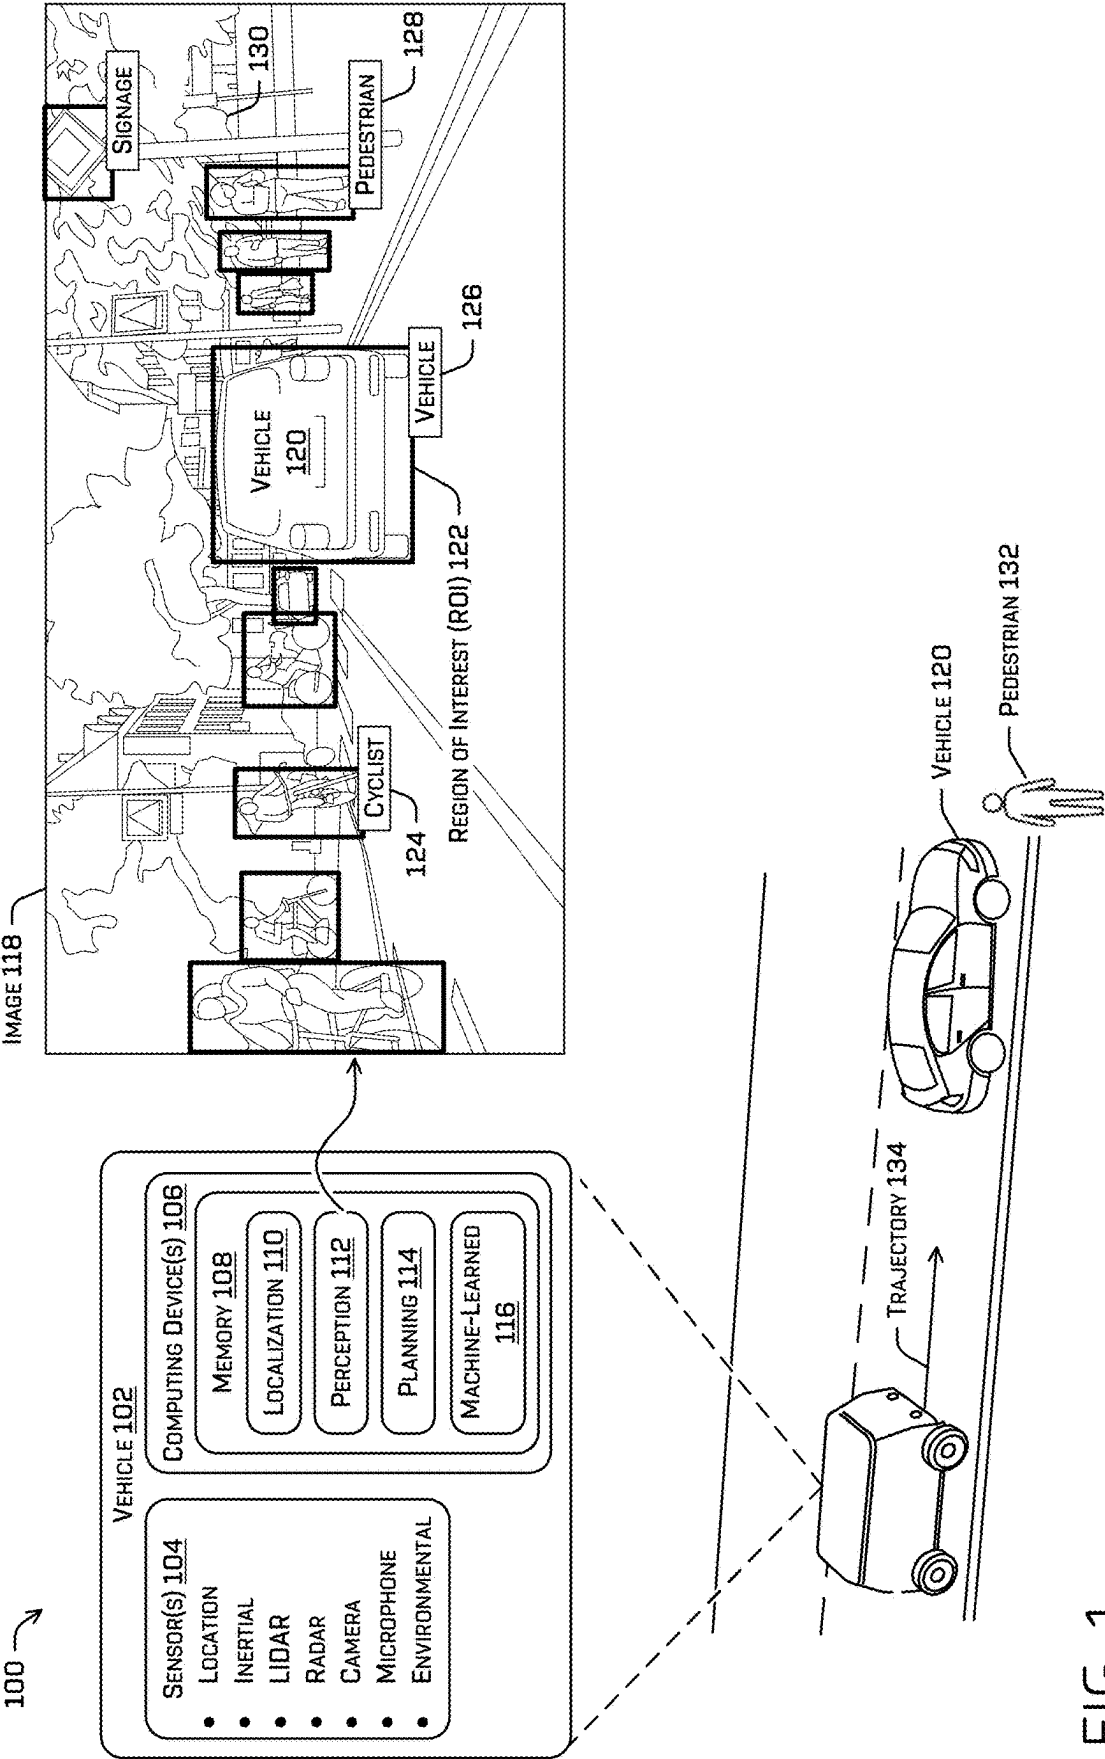 100
VEHICLE 102
SENSOR(S) 104
• LOCATION
• INERTIAL
• LIDAR
• RADAR
• CAMERA
• MICROPHONE
• ENVIRONMENTAL
COMPUTING DEVICE(S) 106
MEMORY 108
LOCALIZATION 110
PERCEPTION 112
PLANNING 114
MACHINE-LEARNED
116
IMAGE 118
SIGNAGE
130
PEDESTRIAN
128
VEHICLE
120
VEHICLE
126
CYCLIST
124
REGION OF INTEREST (ROI) 122
TRAJECTORY 134
VEHICLE 120
PEDESTRIAN 132
FIG. 1